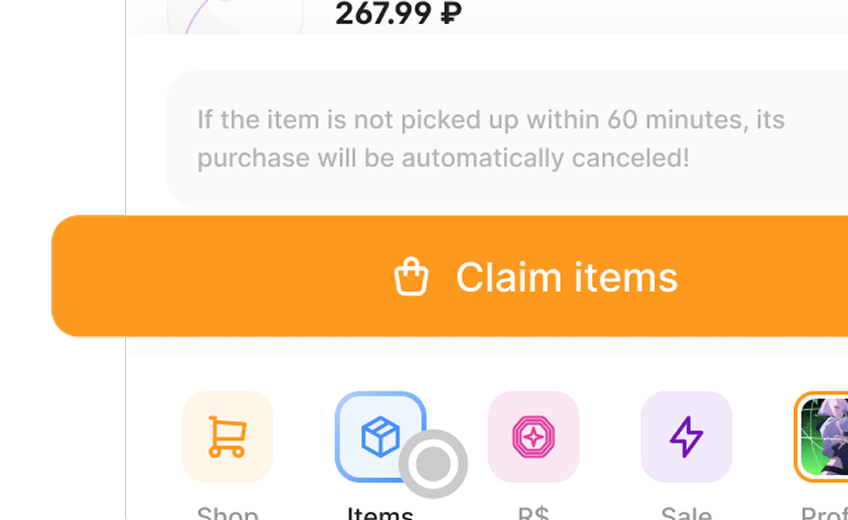 267.99 ₽
If the item is not picked up within 60 minutes, its
purchase will be automatically canceled!
Claim items
Shop
Items
R$
Sale
Prof